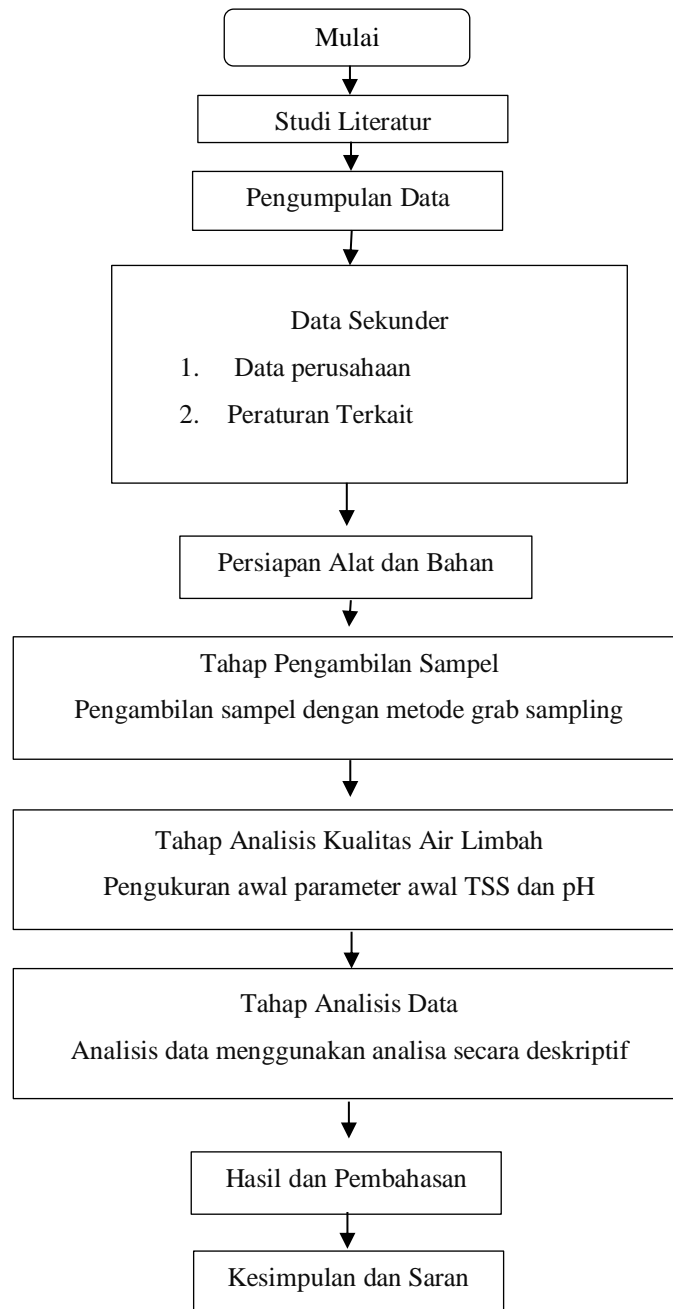 Mulai
Studi Literatur
Pengumpulan Data
Data Sekunder
1. Data perusahaan
2. Peraturan Terkait
Persiapan Alat dan Bahan
Tahap Pengambilan Sampel
Pengambilan sampel dengan metode grab sampling
Tahap Analisis Kualitas Air Limbah
Pengukuran awal parameter awal TSS dan pH
Tahap Analisis Data
Analisis data menggunakan analisa secara deskriptif
Hasil dan Pembahasan
Kesimpulan dan Saran